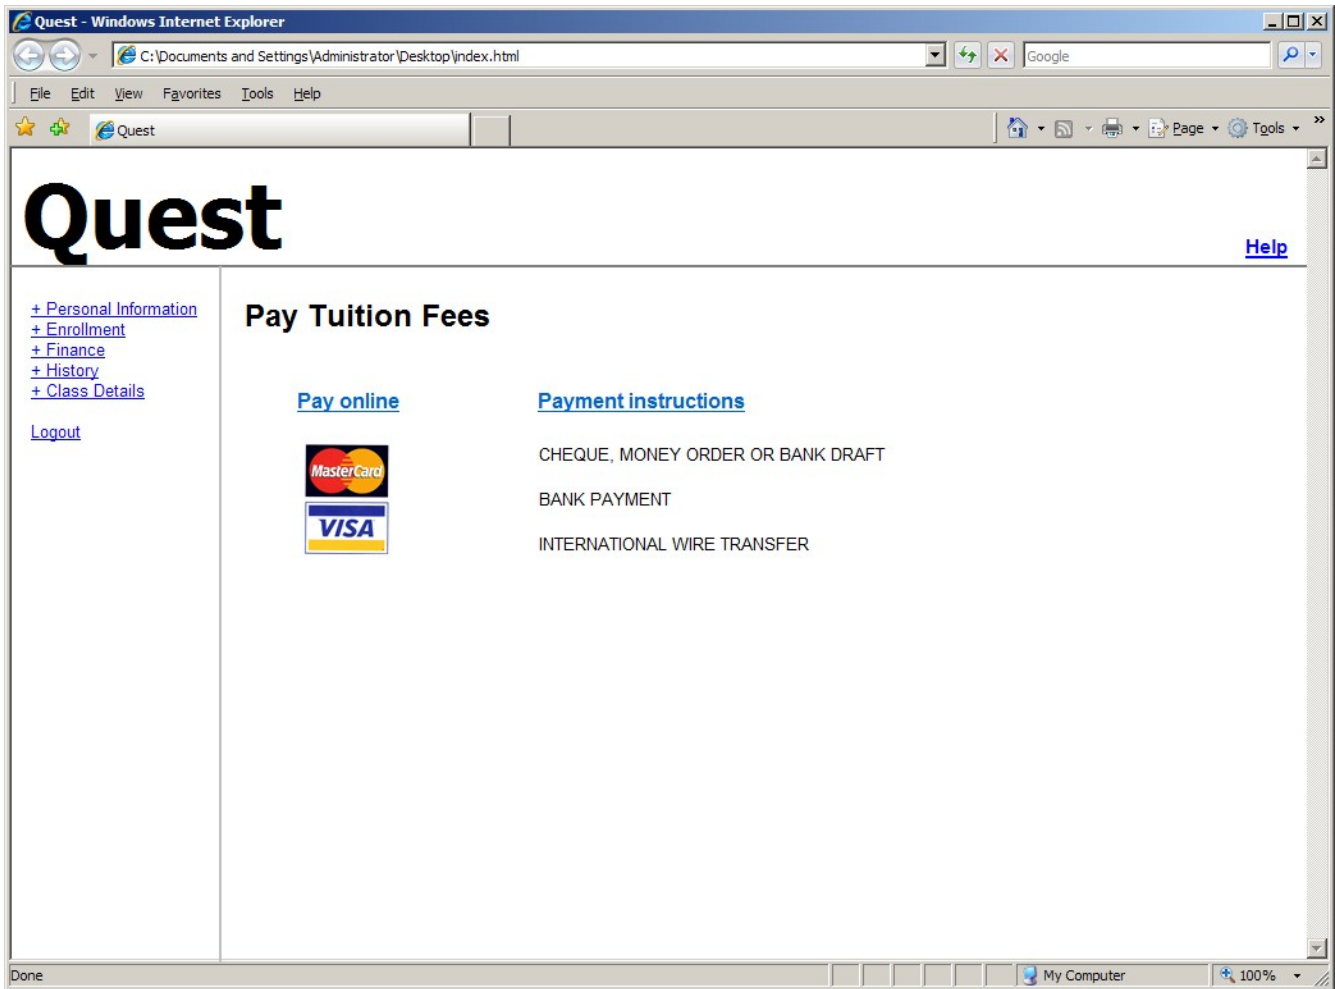 Quest - Windows Internet Explorer
C:\Documents and Settings\Administrator\Desktop\index.html
Google
File Edit View Favorites Tools Help
Quest
Page Tools »
Quest
Help
+ Personal Information
+ Enrollment
+ Finance
+ History
+ Class Details
Logout
Pay Tuition Fees
Pay online
MasterCard
VISA
Payment instructions
CHEQUE, MONEY ORDER OR BANK DRAFT
BANK PAYMENT
INTERNATIONAL WIRE TRANSFER
Done
My Computer
100%